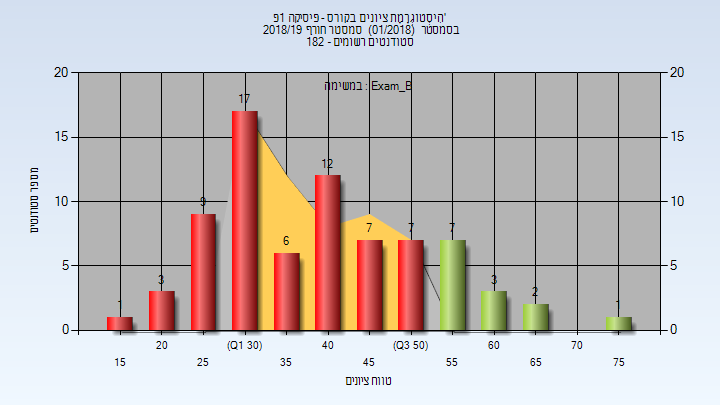 היסטוגרמת ציונים בקורס - פיסיקה 1פ'
בסמסטר (01/2018) סמסטר חורף 2018/19
סטודנטים רשומים - 182
במשימה : Exam_B
מספר סטודנטים
20 20
15 15
10 10
5 5
0 0
1 3 9 17 6 12 7 7 7 3 2 1
20 (Q1 30) 40 (Q3 50) 60 70
15 25 35 45 55 65 75
טווח ציונים